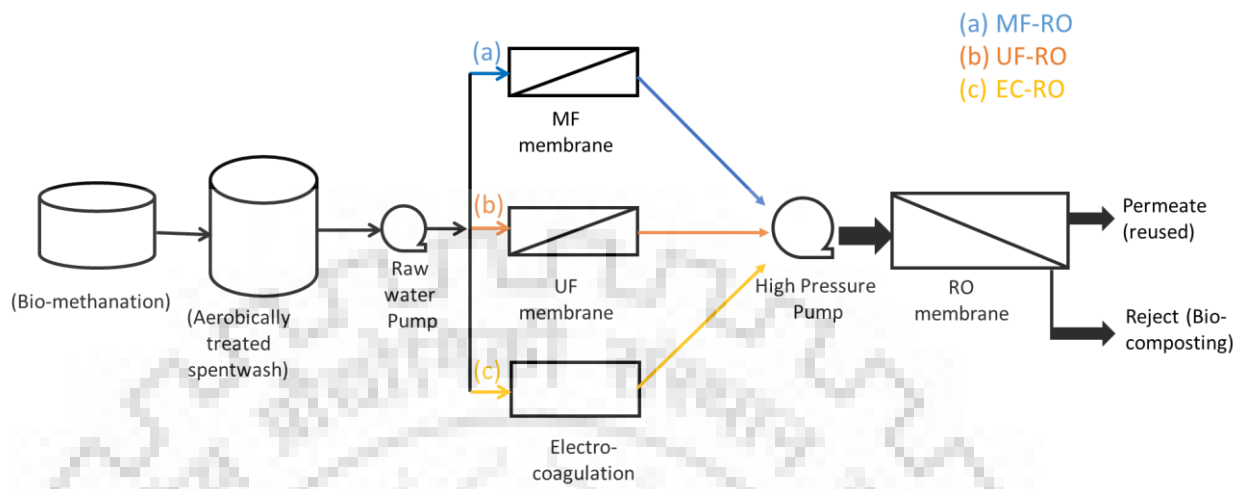 (a) MF-RO
(b) UF-RO
(c) EC-RO
(a)
MF
membrane
(b)
UF
membrane
(c)
Electro-
coagulation
(Bio-methanation)
(Aerobically
treated
spentwash)
Raw
water
Pump
High Pressure
Pump
RO
membrane
Permeate
(reused)
Reject (Bio-
composting)